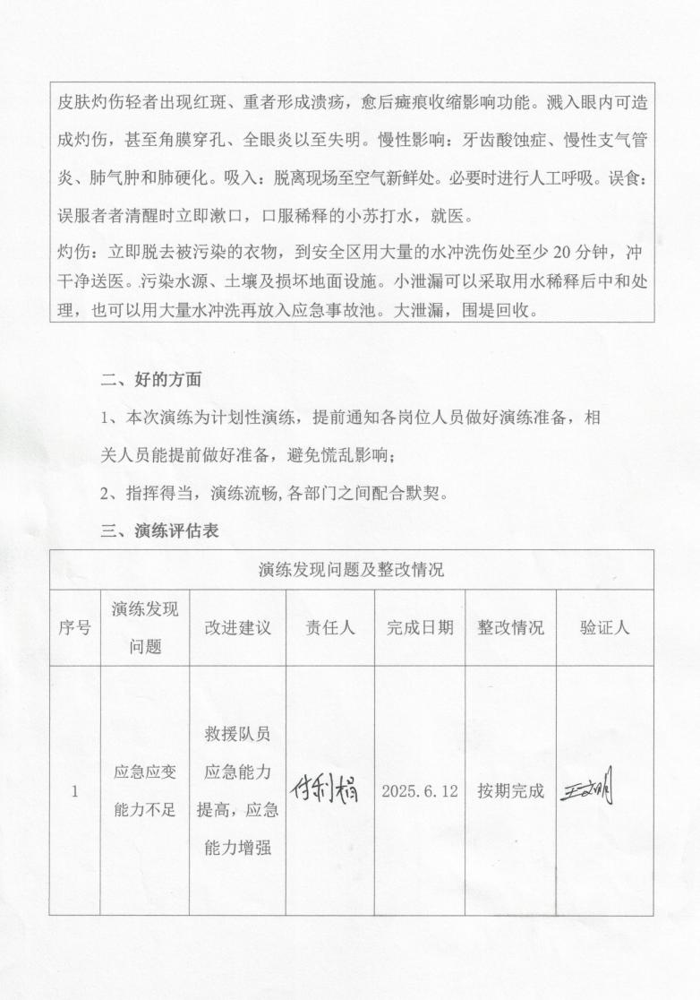 皮肤灼伤轻者出现红斑、重者形成溃疡，愈后瘢痕收缩影响功能。溅入眼内可造
成灼伤，甚至角膜穿孔、全眼炎以至失明。慢性影响：牙齿酸蚀症、慢性支气管
炎、肺气肿和肺硬化。吸入：脱离现场至空气新鲜处。必要时进行人工呼吸。误食：
误服者者清醒时立即漱口，口服稀释的小苏打水，就医。
灼伤：立即脱去被污染的衣物，到安全区用大量的水冲洗伤处至少 20 分钟，冲
干净送医。污染水源、土壤及损坏地面设施。小泄漏可以采取用水稀释后中和处
理，也可以用大量水冲洗再放入应急事故池。大泄漏，围堤回收。
二、好的方面
1、本次演练为计划性演练，提前通知各岗位人员做好演练准备，相
关人员能提前做好准备，避免慌乱影响；
2、指挥得当，演练流畅,各部门之间配合默契。
三、演练评估表
演练发现问题及整改情况
序号
演练发现
问题
改进建议
责任人
完成日期
整改情况
验证人
1
应急应变
能力不足
救援队员
应急能力
提高，应急
能力增强
2025.6.12
按期完成
王文明